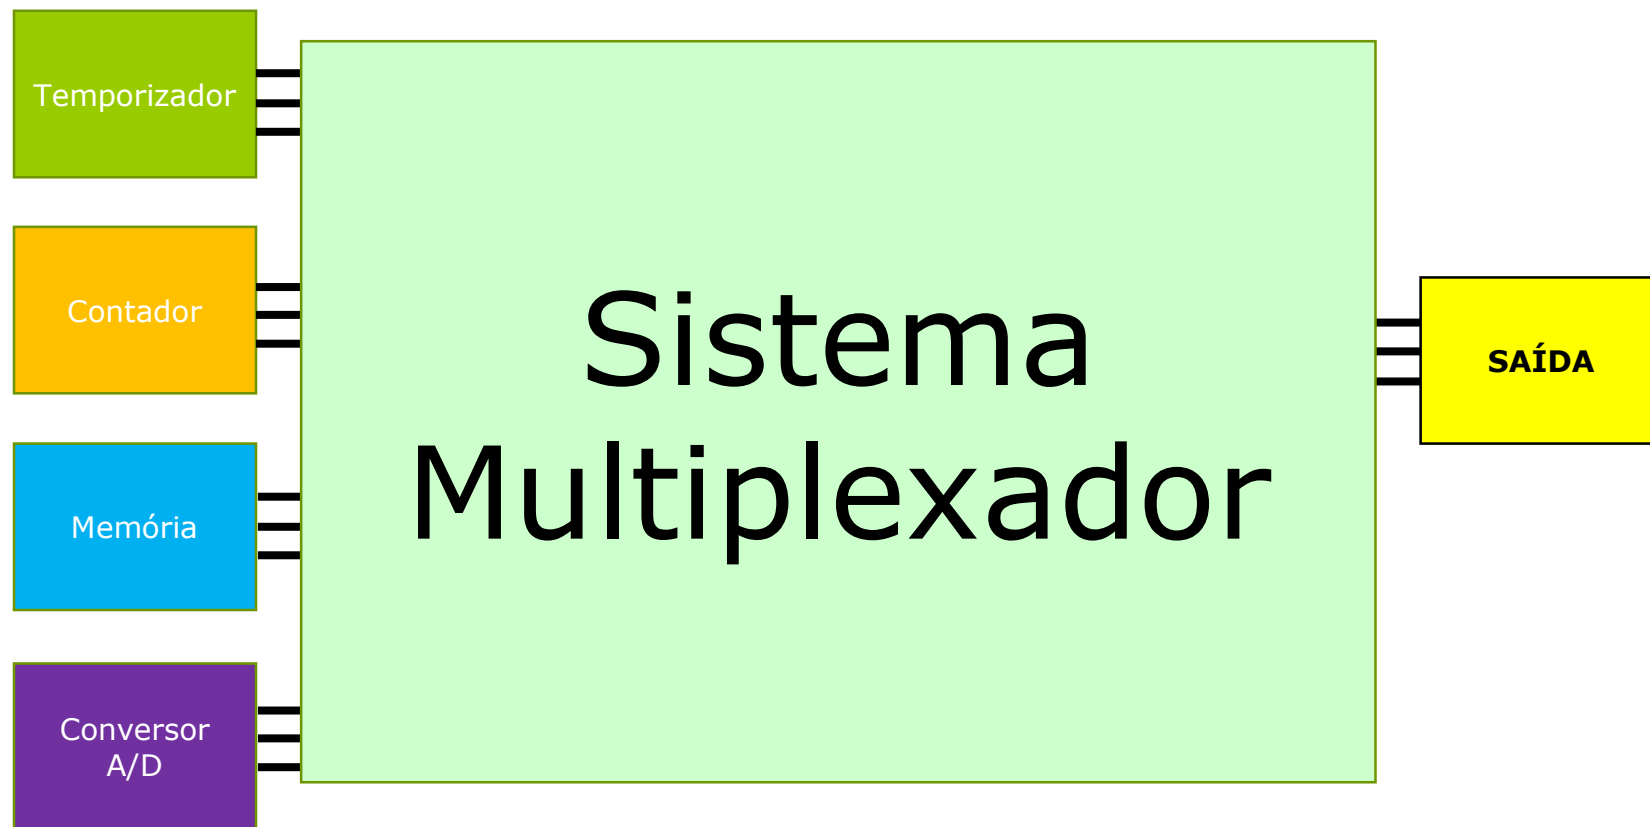 Temporizador
Contador
Memória
Conversor
A/D
Sistema
Multiplexador
SAÍDA